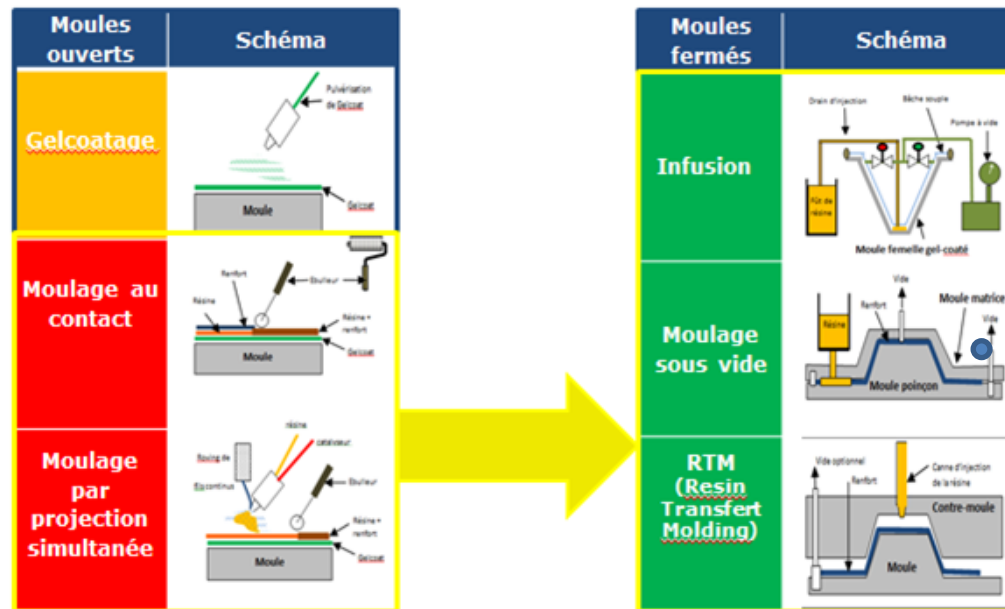 Moules
ouverts
Schéma
Gelcoatage
Pulvérisation
de Gelcoat
Gelcoat
Moule
Moulage au
contact
Renfort
Ebulleur
Résine
Résine +
renfort
Gelcoat
Moule
Moulage
par
projection
simultanée
résine
catalyseur
Roving de
fils continus
Ebulleur
Résine +
renfort
Gelcoat
Moule
Moules
fermés
Schéma
Infusion
Drain d'injection
Bâche souple
Pompe à vide
Fût de
résine
Moule femelle gel-coaté
Moulage
sous vide
Vide
Renfort
Moule matrice
Vide
Résine
Moule poinçon
RTM
(Resin
Transfert
Molding)
Vide optionnel
Renfort
Canne d'injection
de la résine
Contre-moule
Moule